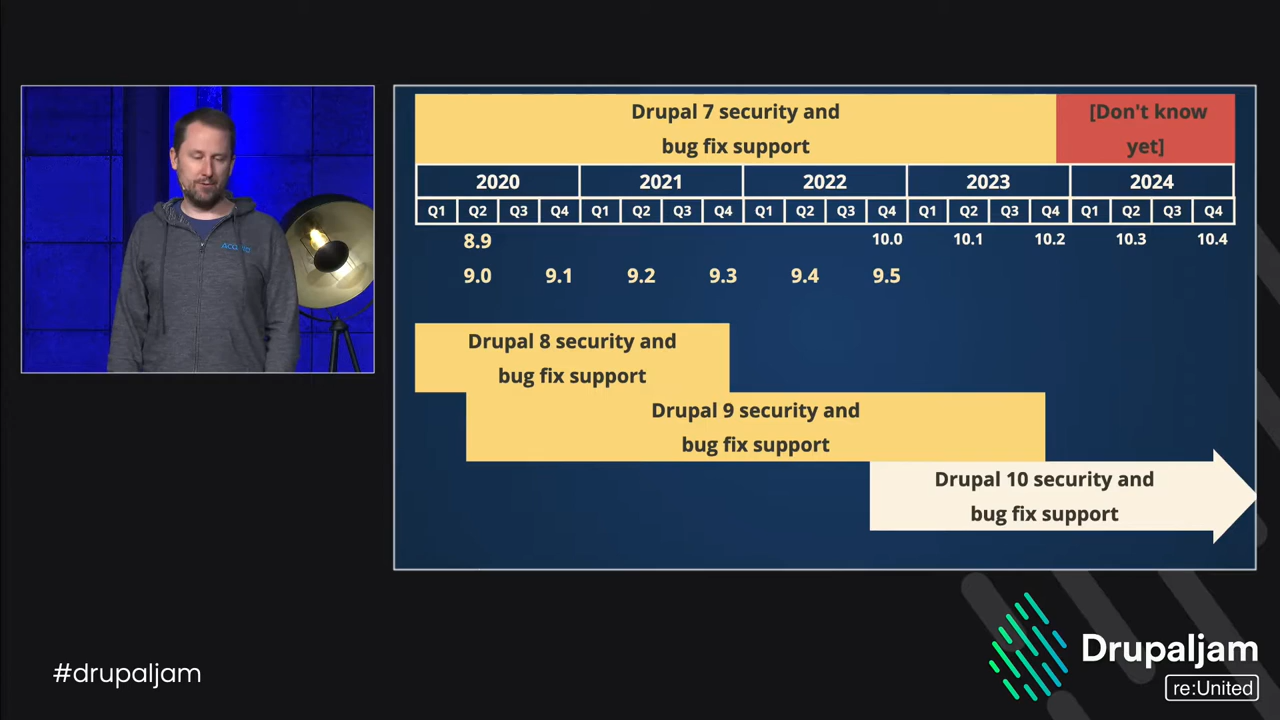 Drupal 7 security and
bug fix support
[Don't know
yet]
2020 2021 2022 2023 2024
Q1 Q2 Q3 Q4 Q1 Q2 Q3 Q4 Q1 Q2 Q3 Q4 Q1 Q2 Q3 Q4 Q1 Q2 Q3 Q4
8.9 10.0 10.1 10.2 10.3 10.4
9.0 9.1 9.2 9.3 9.4 9.5
Drupal 8 security and
bug fix support
Drupal 9 security and
bug fix support
Drupal 10 security and
bug fix support
#drupaljam
Drupaljam
re:United